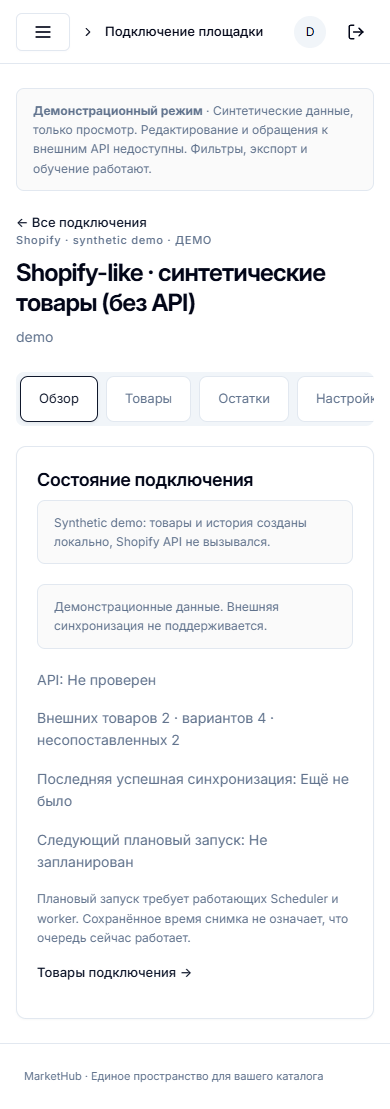 Подключение площадки
D
Демонстрационный режим · Синтетические данные,
только просмотр. Редактирование и обращения к
внешним API недоступны. Фильтры, экспорт и
обучение работают.
← Все подключения
Shopify · synthetic demo · ДЕМО
Shopify-like · синтетические
товары (без API)
demo
Обзор
Товары
Остатки
Настройк
Состояние подключения
Synthetic demo: товары и история созданы
локально, Shopify API не вызывался.
Демонстрационные данные. Внешняя
синхронизация не поддерживается.
API: Не проверен
Внешних товаров 2 · вариантов 4 ·
несопоставленных 2
Последняя успешная синхронизация: Ещё не
было
Следующий плановый запуск: Не
запланирован
Плановый запуск требует работающих Scheduler и
worker. Сохранённое время снимка не означает, что
очередь сейчас работает.
Товары подключения →
MarketHub · Единое пространство для вашего каталога